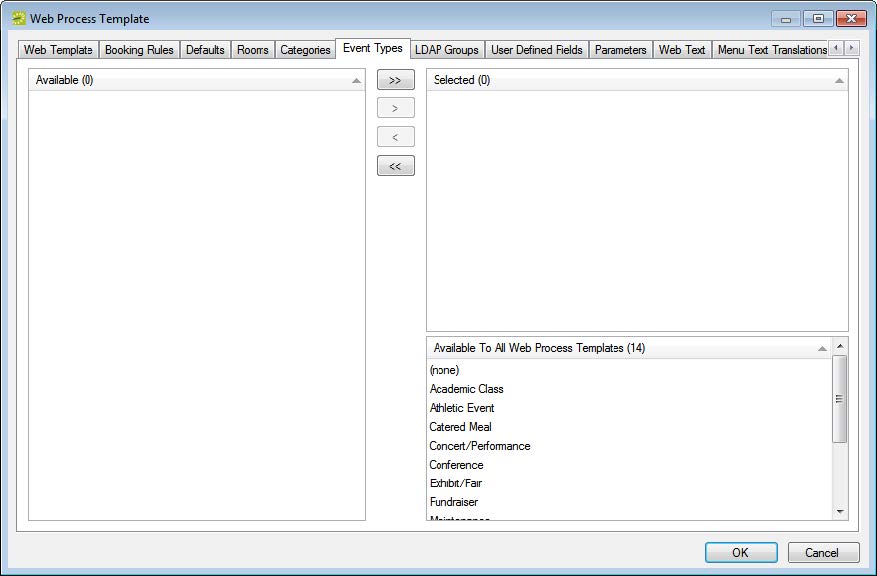 Web Process Template
Web Template Booking Rules Defaults Rooms Categories Event Types LDAP Groups User Defined Fields Parameters Web Text Menu Text Translations
Available (0)
>>
>
<
<<
Selected (0)
Available To All Web Process Templates (14)
(none)
Academic Class
Athletic Event
Catered Meal
Concert/Performance
Conference
Exhibit/Fair
Fundraiser
Maintenance
OK Cancel